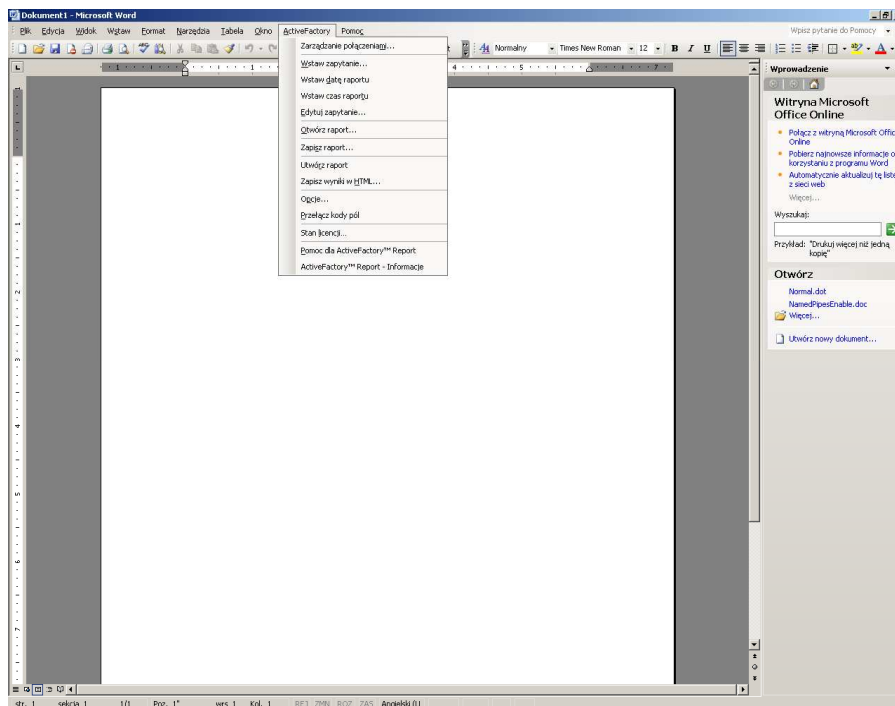 Dokument1 - Microsoft Word
Plik Edycja Widok Wstaw Format Narzędzia Tabela Okno ActiveFactory Pomoc
Wpisz pytanie do Pomocy
Normalny Times New Roman 12 B I U
Zarządzanie połączeniami...
Wstaw zapytanie...
Wstaw datę raportu
Wstaw czas raportu
Edytuj zapytanie...
Otwórz raport...
Zapisz raport...
Utwórz raport
Zapisz wyniki w HTML...
Opcje...
Przełącz kody pól
Stan licencji...
Pomoc dla ActiveFactory™ Report
ActiveFactory™ Report - Informacje
Wprowadzenie
Witryna Microsoft
Office Online
Połącz z witryną Microsoft Offic
Online
Pobierz najnowsze informacje o
korzystaniu z programu Word
Automatycznie aktualizuj tę liste
z sieci web
Więcej...
Wyszukaj:
Przykład: "Drukuj więcej niż jedną
kopię"
Otwórz
Normal.dot
NamedPipesEnable.doc
Więcej...
Utwórz nowy dokument...
str. 1 sekcja 1 1/1 Poz. 1" wrs 1 Kol. 1 REJ ZMN ROZ ZAS Angielski (U